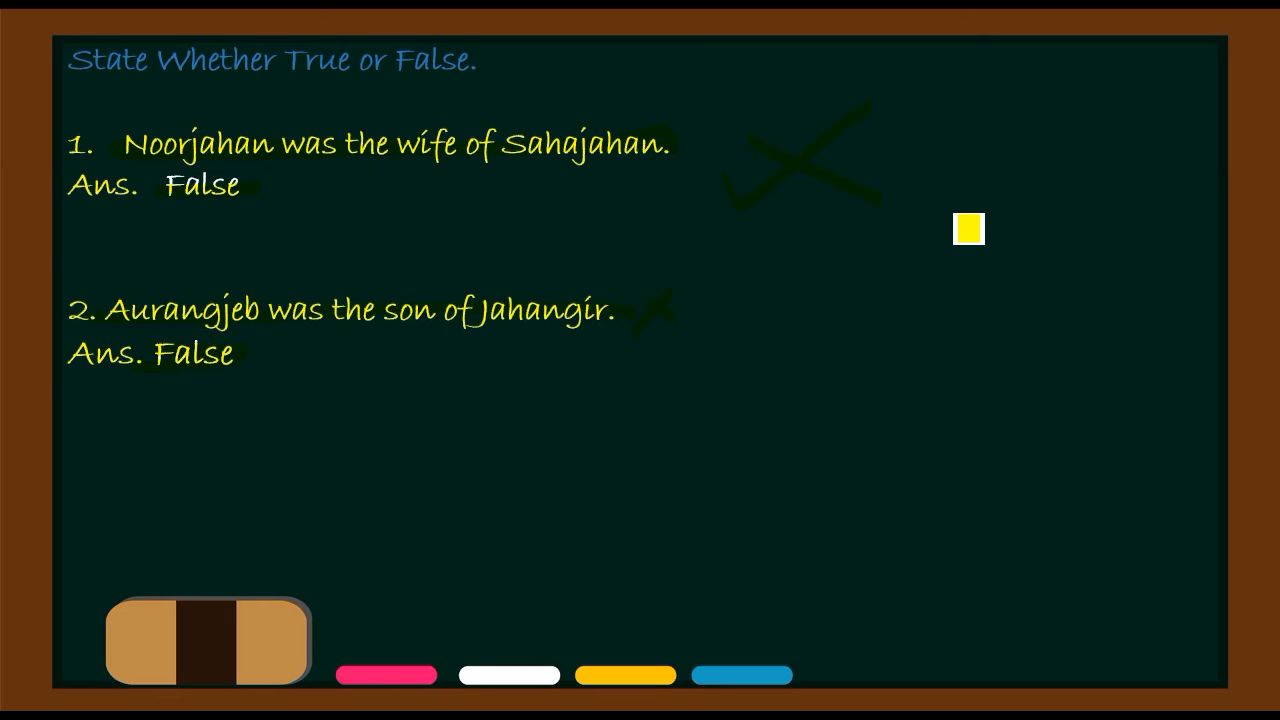 State Whether True or False.
1. Noorjahan was the wife of Sahajahan.
Ans. False
2. Aurangjeb was the son of Jahangir.
Ans. False